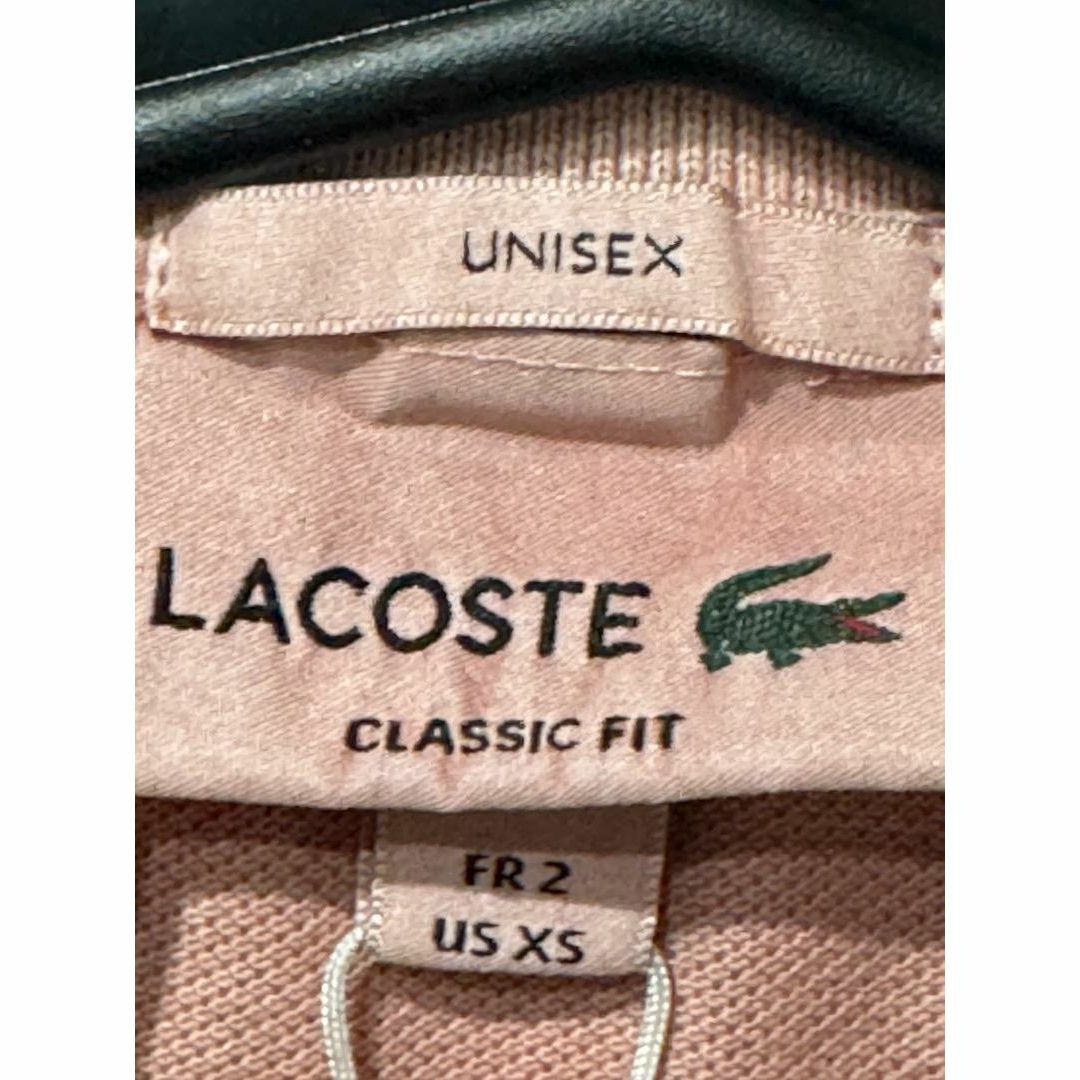 UNISEX
LACOSTE
CLASSIC FIT
FR 2
US XS